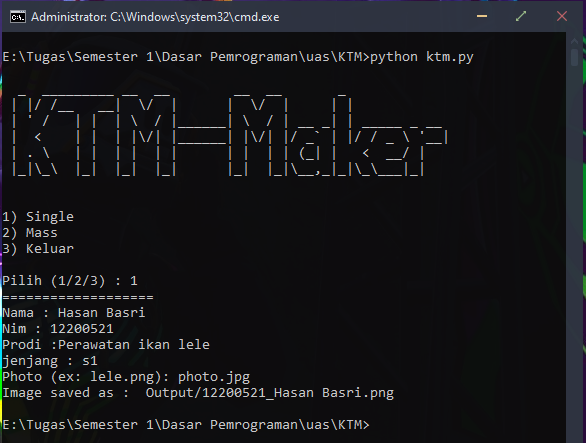 Administrator: C:\Windows\system32\cmd.exe
E:\Tugas\Semester 1\Dasar Pemrograman\uas\KTM>python ktm.py
KTM-Maker
1) Single
2) Mass
3) Keluar
Pilih (1/2/3) : 1
===================
Nama : Hasan Basri
Nim : 12200521
Prodi :Perawatan ikan lele
jenjang : s1
Photo (ex: lele.png): photo.jpg
Image saved as :  Output/12200521_Hasan Basri.png
E:\Tugas\Semester 1\Dasar Pemrograman\uas\KTM>